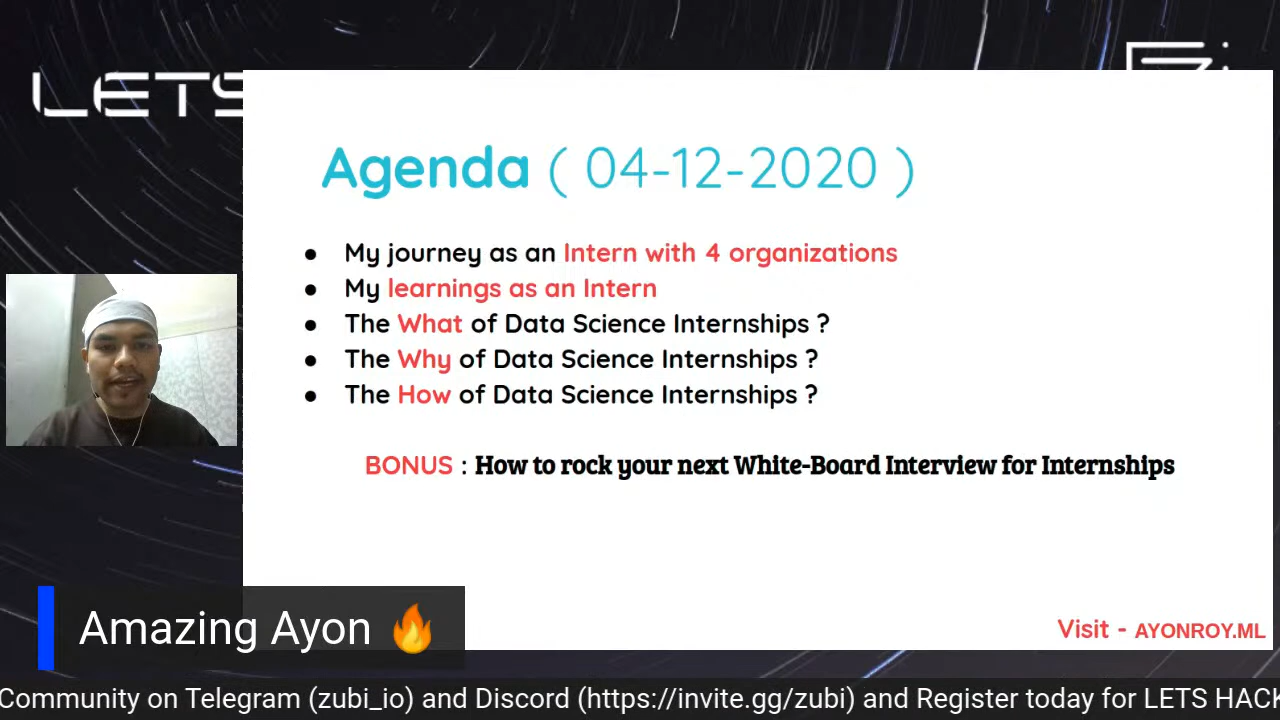 LETS
Agenda ( 04-12-2020 )
● My journey as an Intern with 4 organizations
● My learnings as an Intern
● The What of Data Science Internships ?
● The Why of Data Science Internships ?
● The How of Data Science Internships ?
BONUS : How to rock your next White-Board Interview for Internships
Amazing Ayon 🔥
Visit - AYONROY.ML
Community on Telegram (zubi_io) and Discord (https://invite.gg/zubi) and Register today for LETS HACK